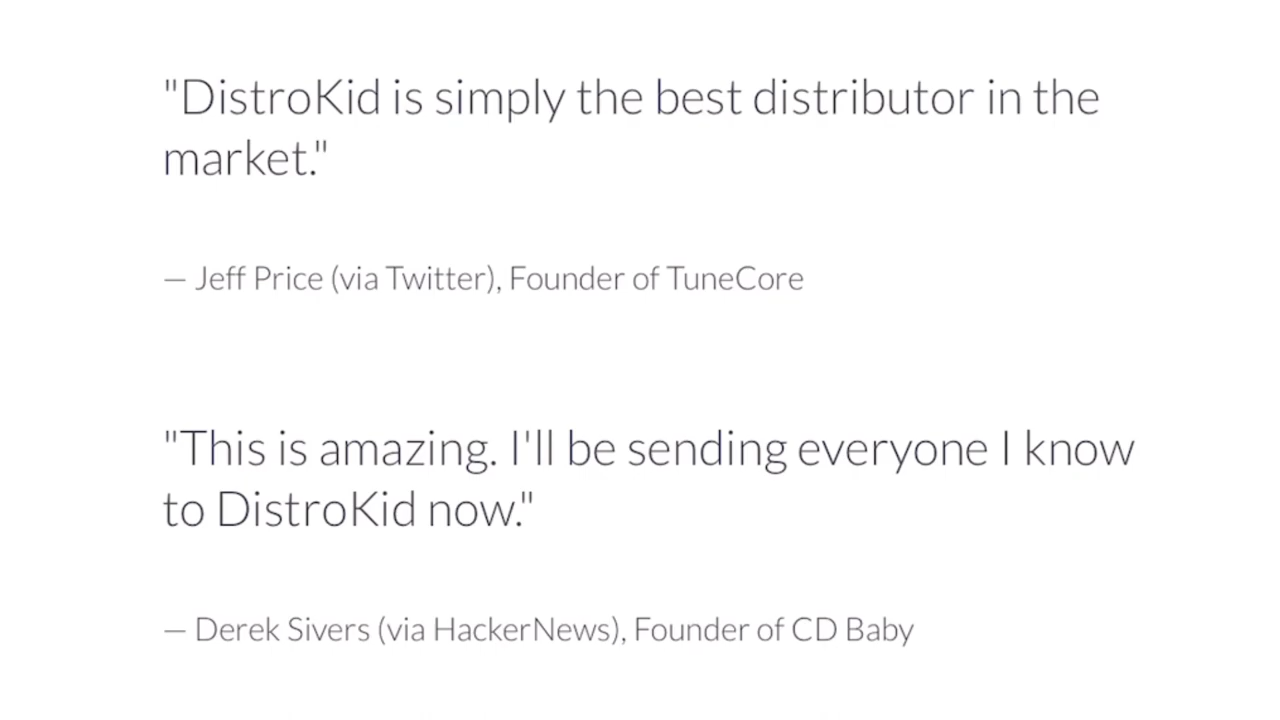 "DistroKid is simply the best distributor in the
market."
— Jeff Price (via Twitter), Founder of TuneCore
"This is amazing. I'll be sending everyone I know
to DistroKid now."
— Derek Sivers (via HackerNews), Founder of CD Baby